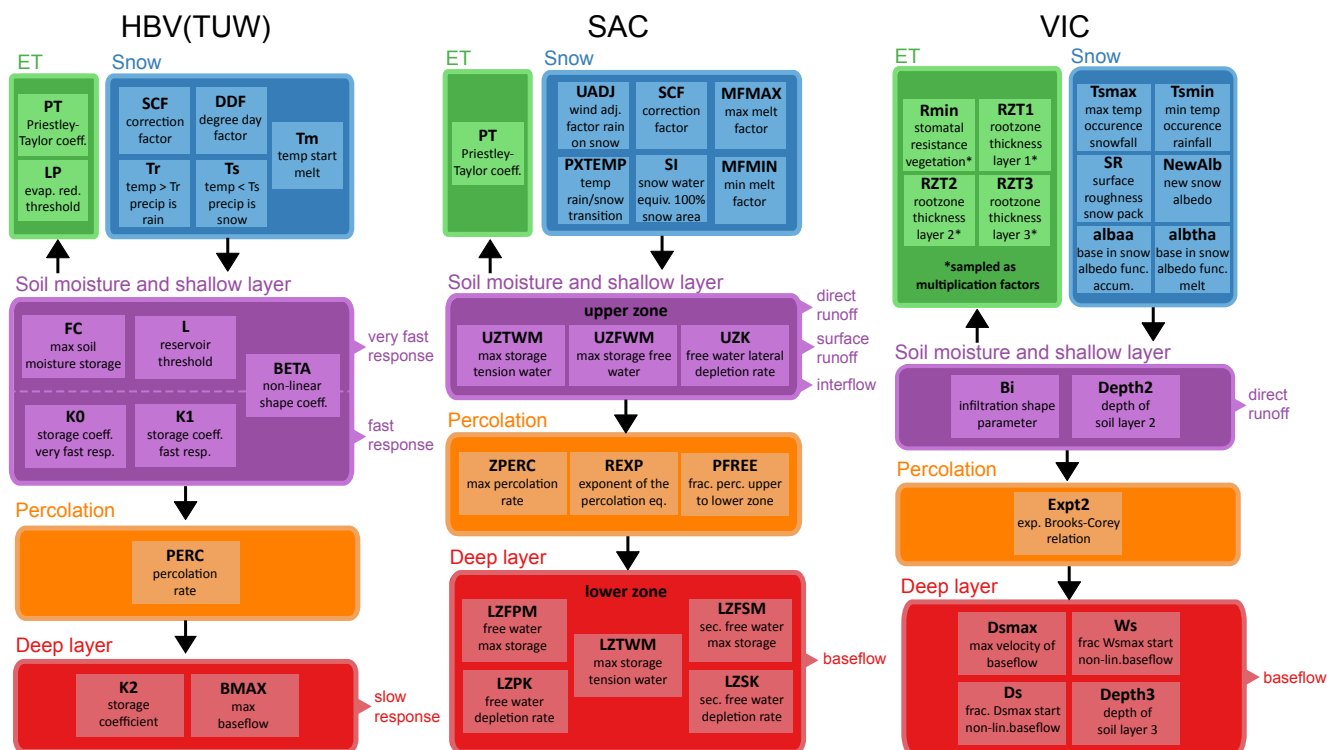 HBV(TUW)
ET
Snow
PT
Priestley-
Taylor coeff.
LP
evap. red.
threshold
SCF
correction
factor
DDF
degree day
factor
Tm
temp start
melt
Tr
temp > Tr
precip is
rain
Ts
temp < Ts
precip is
snow
Soil moisture and shallow layer
FC
max soil
moisture storage
L
reservoir
threshold
BETA
non-linear
shape coeff.
K0
storage coeff.
very fast resp.
K1
storage coeff.
fast resp.
very fast
response
fast
response
Percolation
PERC
percolation
rate
Deep layer
K2
storage
coefficient
BMAX
max
baseflow
slow
response
SAC
ET
Snow
PT
Priestley-
Taylor coeff.
UADJ
wind adj.
factor rain
on snow
SCF
correction
factor
MFMAX
max melt
factor
PXTEMP
temp
rain/snow
transition
SI
snow water
equiv. 100%
snow area
MFMIN
min melt
factor
Soil moisture and shallow layer
upper zone
UZTWM
max storage
tension water
UZFWM
max storage free
water
UZK
free water lateral
depletion rate
direct
runoff
surface
runoff
interflow
Percolation
ZPERC
max percolation
rate
REXP
exponent of the
percolation eq.
PFREE
frac. perc. upper
to lower zone
Deep layer
lower zone
LZFPM
free water
max storage
LZTWM
max storage
tension water
LZFSM
sec. free water
max storage
LZPK
free water
depletion rate
LZSK
sec. free water
depletion rate
baseflow
VIC
ET
Snow
Rmin
stomatal
resistance
vegetation*
RZT1
rootzone
thickness
layer 1*
RZT2
rootzone
thickness
layer 2*
RZT3
rootzone
thickness
layer 3*
*sampled as
multiplication factors
Tsmax
max temp
occurence
snowfall
Tsmin
min temp
occurence
rainfall
SR
surface
roughness
snow pack
NewAlb
new snow
albedo
albaa
base in snow
albedo func.
accum.
albtha
base in snow
albedo func.
melt
Soil moisture and shallow layer
Bi
infiltration shape
parameter
Depth2
depth of
soil layer 2
direct
runoff
Percolation
Expt2
exp. Brooks-Corey
relation
Deep layer
Dsmax
max velocity of
baseflow
Ws
frac Wsmax start
non-lin.baseflow
Ds
frac. Dsmax start
non-lin.baseflow
Depth3
depth of
soil layer 3
baseflow